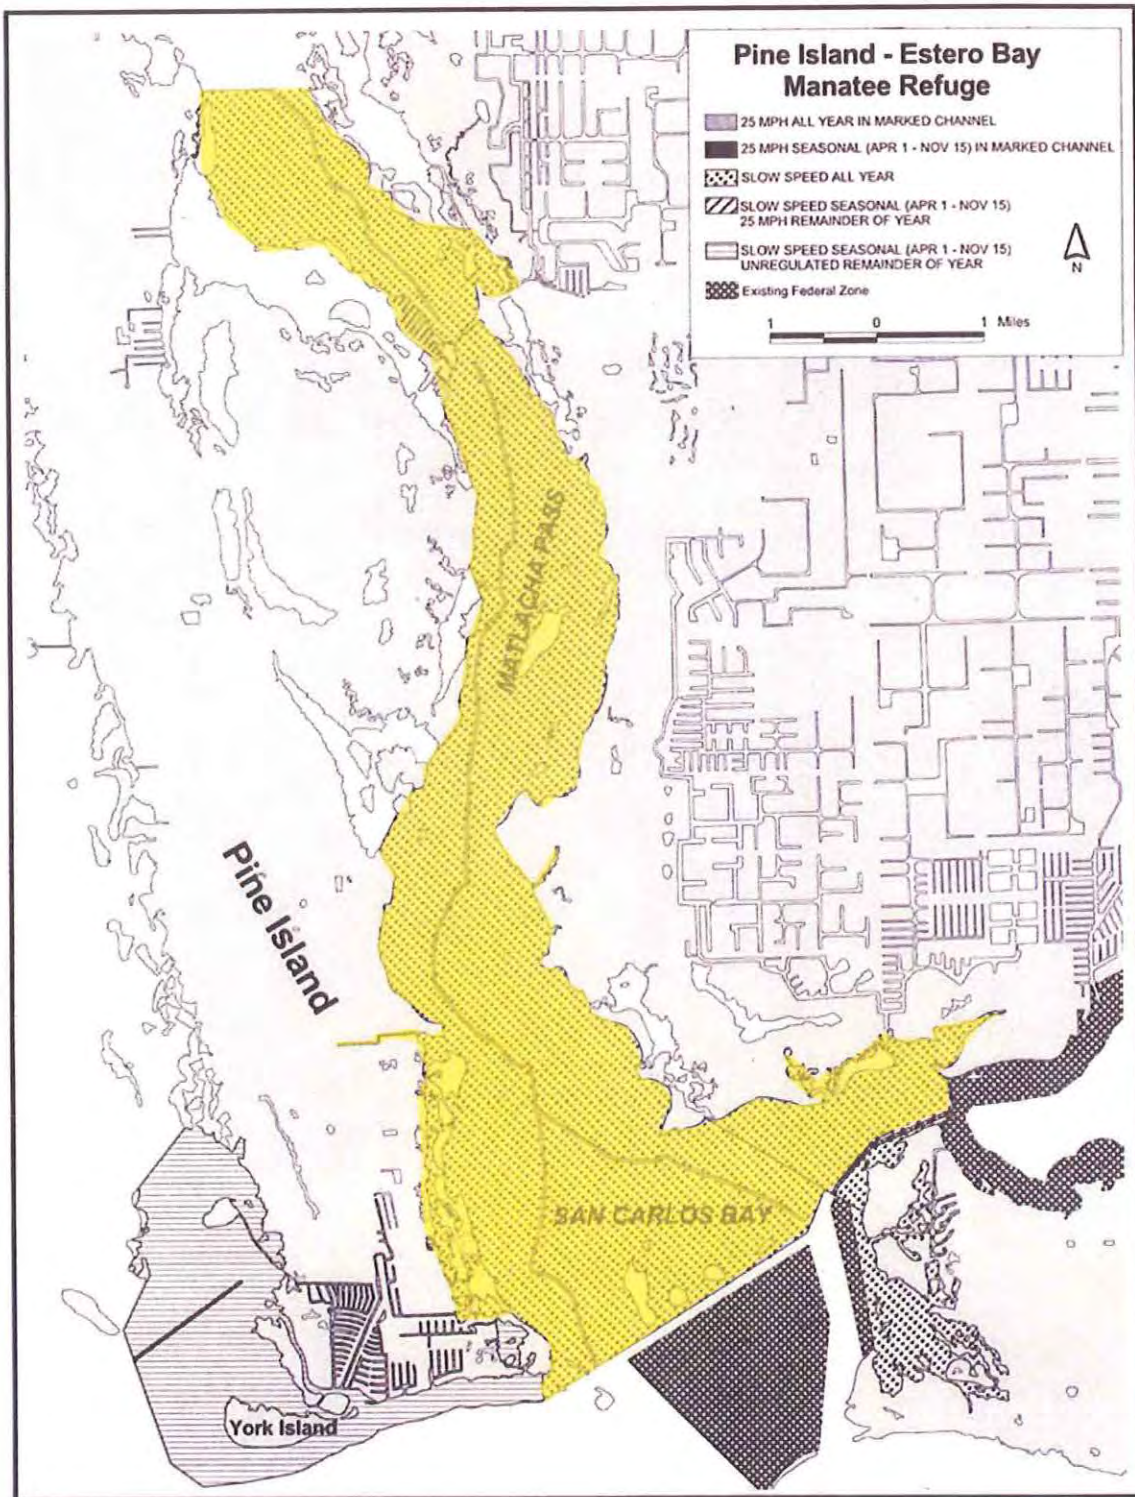 Pine Island - Estero Bay
Manatee Refuge
25 MPH ALL YEAR IN MARKED CHANNEL
25 MPH SEASONAL (APR 1 - NOV 15) IN MARKED CHANNEL
SLOW SPEED ALL YEAR
SLOW SPEED SEASONAL (APR 1 - NOV 15)
25 MPH REMAINDER OF YEAR
SLOW SPEED SEASONAL (APR 1 - NOV 15)
UNREGULATED REMAINDER OF YEAR
Existing Federal Zone
N
1 0 1 Miles
MATLACHA PASS
Pine Island
SAN CARLOS BAY
York Island